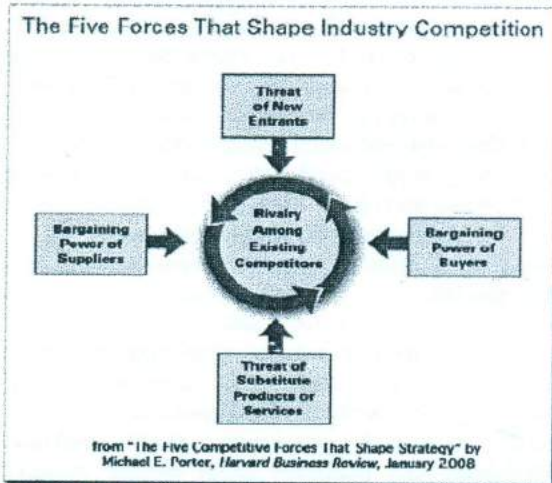 The Five Forces That Shape Industry Competition
Threat
of New
Entrants
Bargaining
Power of
Suppliers
Rivalry
Among
Existing
Competitors
Bargaining
Power of
Buyers
Threat of
Substitute
Products or
Services
from "The Five Competitive Forces That Shape Strategy" by
Michael E. Porter, Harvard Business Review, January 2008